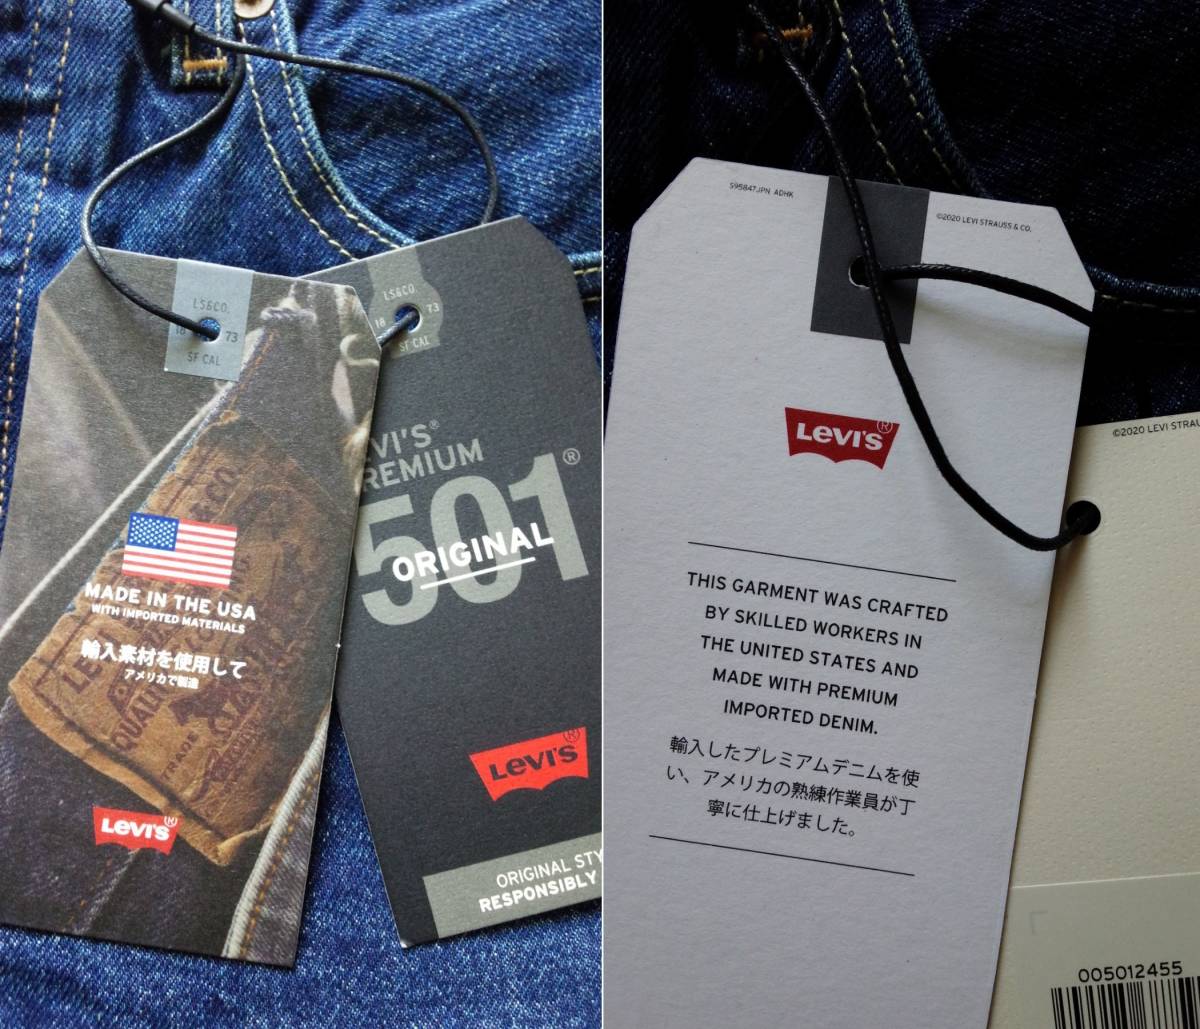 LS&CO.
18 73
SF CAL
MADE IN THE USA
WITH IMPORTED MATERIALS
輸入素材を使用して
アメリカで製造
QUALI
TRADE
Levi's®
LS&CO.
18 73
SF CAL
VI'S®
REMIUM
501®
ORIGINAL
Levi's®
ORIGINAL STY
RESPONSIBLY
S95847JPN ADHK
©2020 LEVI STRAUSS & CO.
Levi's®
THIS GARMENT WAS CRAFTED
BY SKILLED WORKERS IN
THE UNITED STATES AND
MADE WITH PREMIUM
IMPORTED DENIM.
輸入したプレミアムデニムを使
い、アメリカの熟練作業員が丁
寧に仕上げました。
©2020 LEVI STRAU
005012455